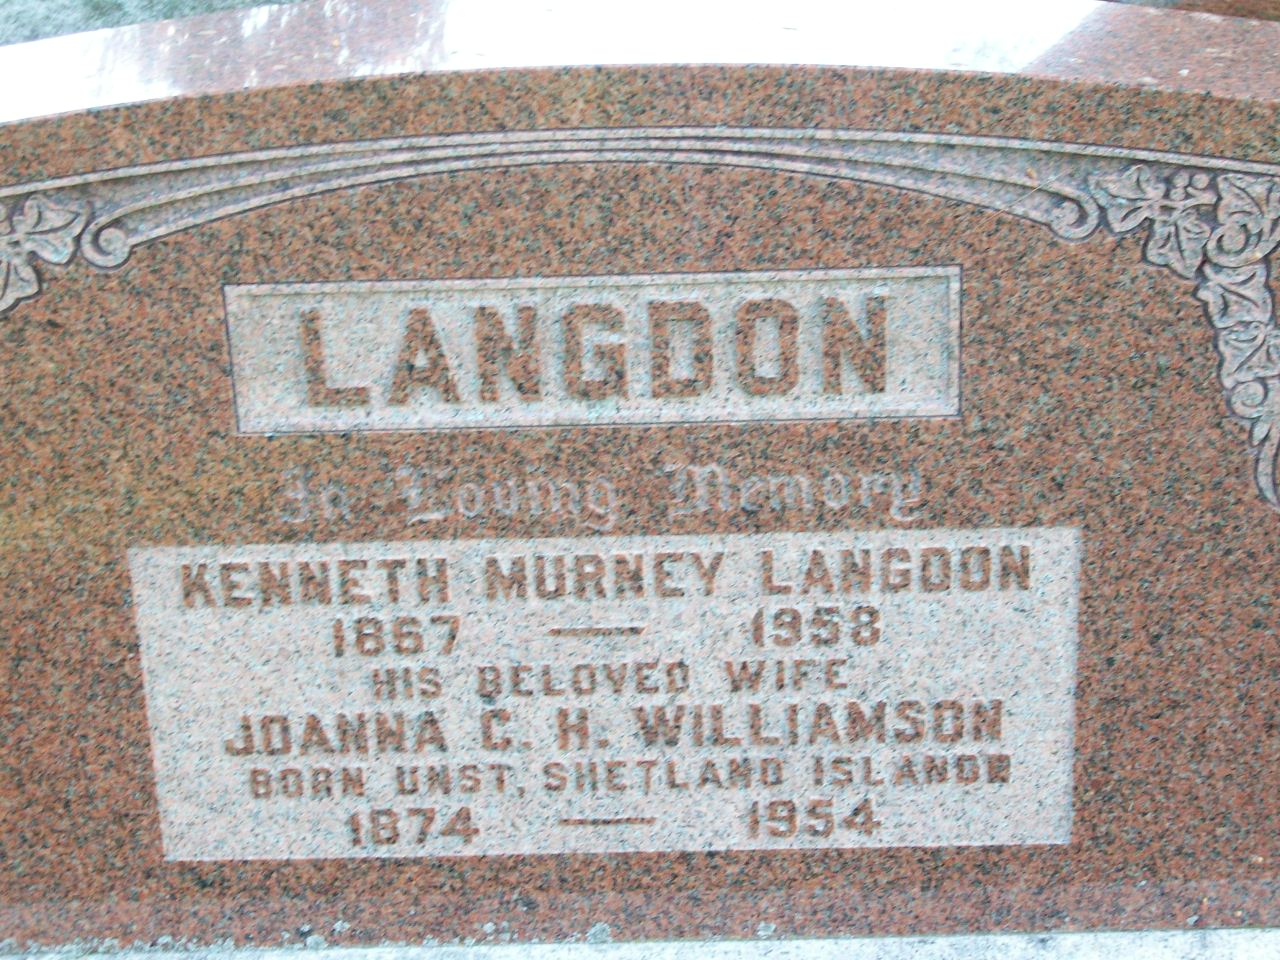 LANGDON
In Loving Memory
KENNETH MURNEY LANGDON
1867 — 1958
HIS BELOVED WIFE
JOANNA C. H. WILLIAMSON
BORN UNST, SHETLAND ISLANDS
1874 — 1954